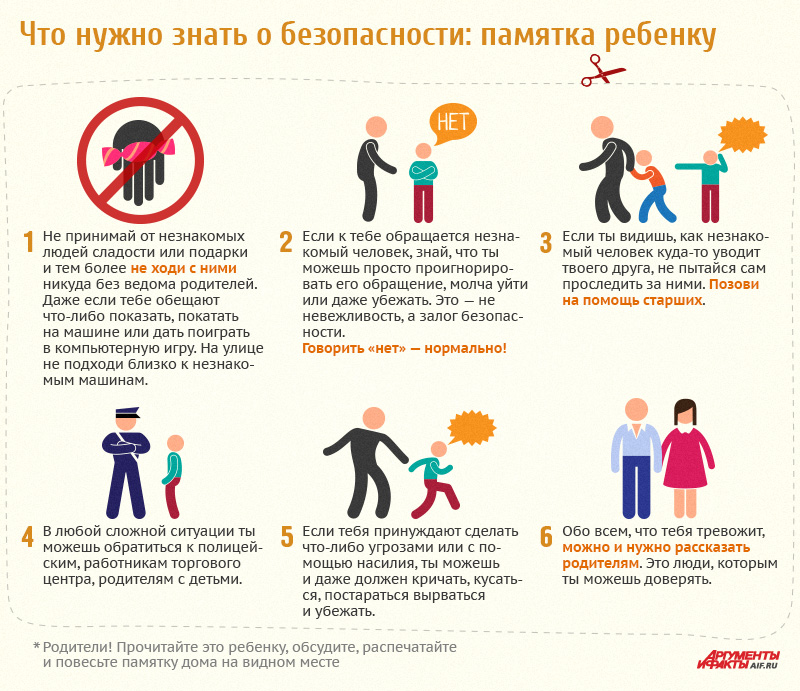 Что нужно знать о безопасности: памятка ребенку
НЕТ
1
Не принимай от незнакомых
людей сладости или подарки
и тем более не ходи с ними
никуда без ведома родителей.
Даже если тебе обещают
что-либо показать, покатать
на машине или дать поиграть
в компьютерную игру. На улице
не подходи близко к незнако-
мым машинам.
2
Если к тебе обращается незна-
комый человек, знай, что ты
можешь просто проигнориро-
вать его обращение, молча уйти
или даже убежать. Это — не
невежливость, а залог безопас-
ности.
Говорить «нет» — нормально!
3
Если ты видишь, как незнако-
мый человек куда-то уводит
твоего друга, не пытайся сам
проследить за ними. Позови
на помощь старших.
4
В любой сложной ситуации ты
можешь обратиться к полицей-
ским, работникам торгового
центра, родителям с детьми.
5
Если тебя принуждают сделать
что-либо угрозами или с по-
мощью насилия, ты можешь
и даже должен кричать, кусать-
ся, постараться вырваться
и убежать.
6
Обо всем, что тебя тревожит,
можно и нужно рассказать
родителям. Это люди, которым
ты можешь доверять.
* Родители! Прочитайте это ребенку, обсудите, распечатайте
и повесьте памятку дома на видном месте
АРГУМЕНТЫ
И ФАКТЫ AIF.RU